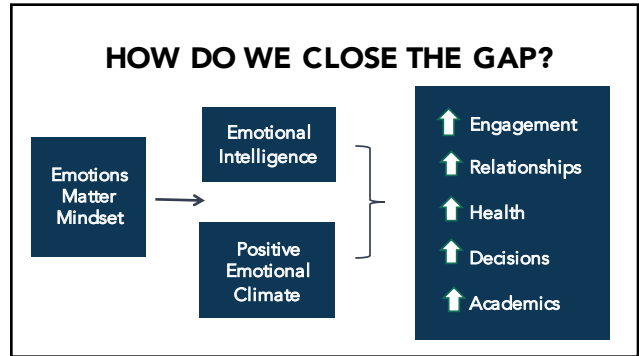 HOW DO WE CLOSE THE GAP?
Emotions
Matter
Mindset
Emotional
Intelligence
Positive
Emotional
Climate
Engagement
Relationships
Health
Decisions
Academics